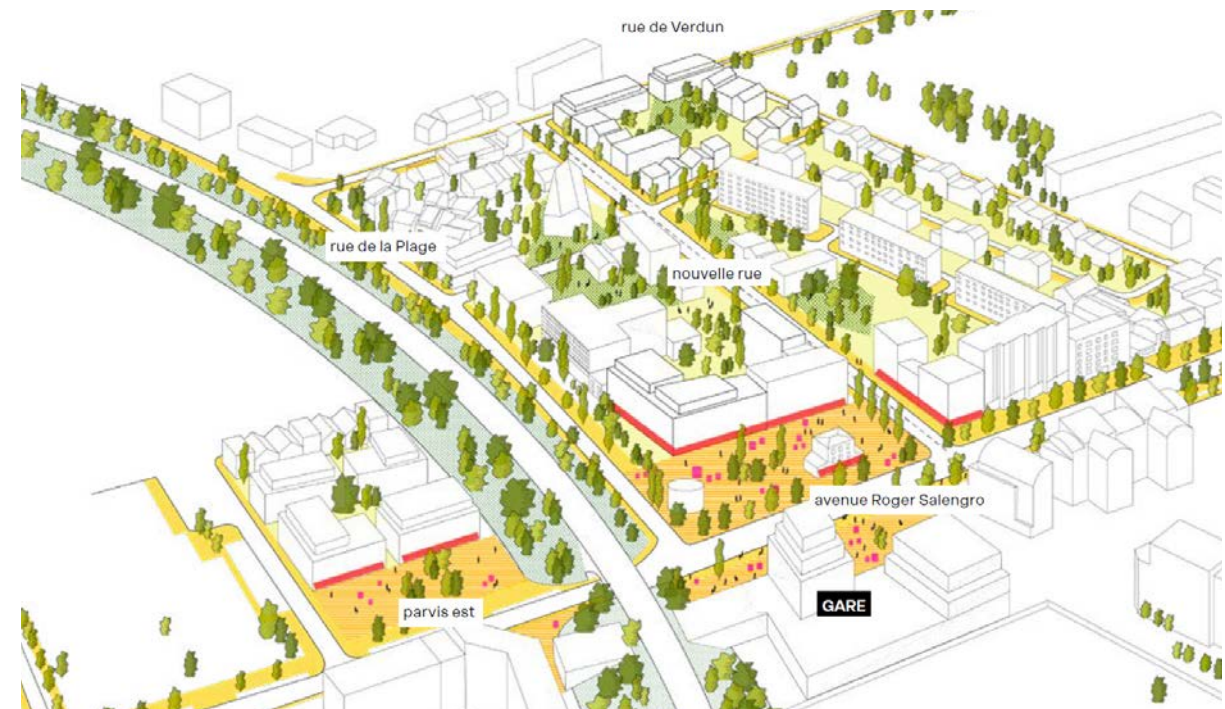 rue de Verdun
rue de la Plage
nouvelle rue
avenue Roger Salengro
GARE
parvis est